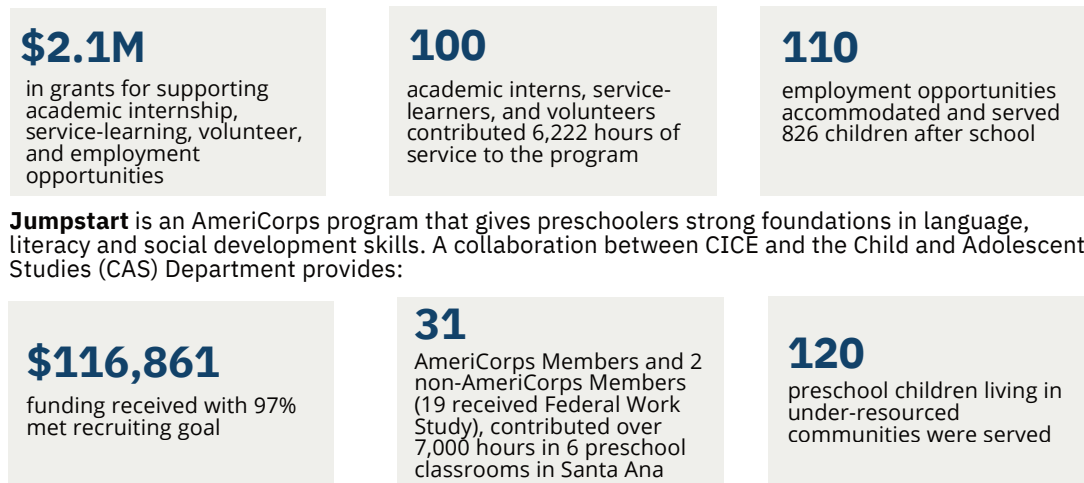 $2.1M
in grants for supporting
academic internship,
service-learning, volunteer,
and employment
opportunities
100
academic interns, service-
learners, and volunteers
contributed 6,222 hours of
service to the program
110
employment opportunities
accommodated and served
826 children after school
Jumpstart is an AmeriCorps program that gives preschoolers strong foundations in language,
literacy and social development skills. A collaboration between CICE and the Child and Adolescent
Studies (CAS) Department provides:
$116,861
funding received with 97%
met recruiting goal
31
AmeriCorps Members and 2
non-AmeriCorps Members
(19 received Federal Work
Study), contributed over
7,000 hours in 6 preschool
classrooms in Santa Ana
120
preschool children living in
under-resourced
communities were served